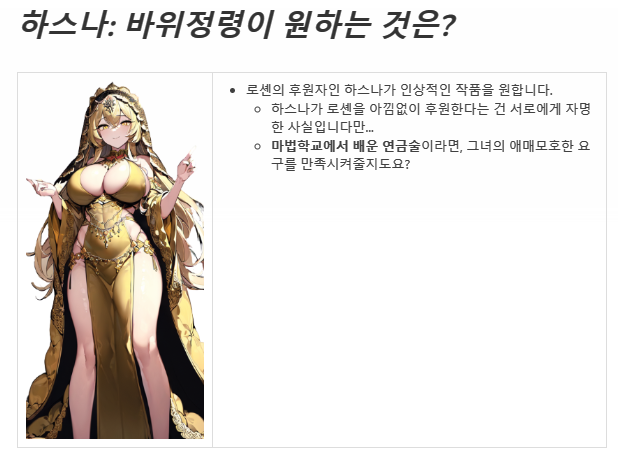 하스나: 바위정령이 원하는 것은?
로셴의 후원자인 하스나가 인상적인 작품을 원합니다.
하스나가 로셴을 아낌없이 후원한다는 건 서로에게 자명
한 사실입니다만...
마법학교에서 배운 연금술이라면, 그녀의 애매모호한 요
구를 만족시켜줄지도요?